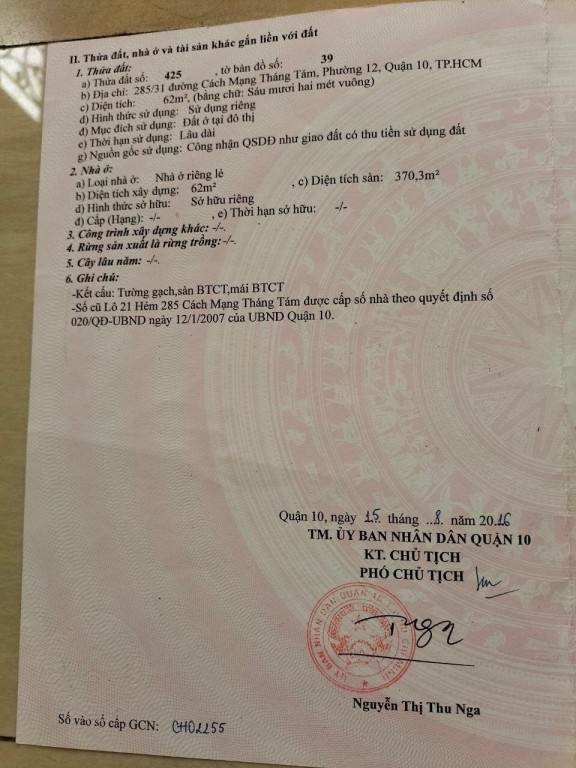 II. Thửa đất, nhà ở và tài sản khác gắn liền với đất
1. Thửa đất:
a) Thửa đất số: 425 , tờ bản đồ số: 39
b) Địa chỉ: 285/31 đường Cách Mạng Tháng Tám, Phường 12, Quận 10, TP.HCM
c) Diện tích: 62m², (bằng chữ: Sáu mươi hai mét vuông)
d) Hình thức sử dụng: Sử dụng riêng
đ) Mục đích sử dụng: Đất ở tại đô thị
e) Thời hạn sử dụng: Lâu dài
g) Nguồn gốc sử dụng: Công nhận QSDĐ như giao đất có thu tiền sử dụng đất
2. Nhà ở:
a) Loại nhà ở: Nhà ở riêng lẻ
b) Diện tích xây dựng: 62m² , c) Diện tích sàn: 370,3m²
d) Hình thức sở hữu: Sở hữu riêng
đ) Cấp (Hạng): -/- , e) Thời hạn sở hữu: -/-
3. Công trình xây dựng khác: -/-.
4. Rừng sản xuất là rừng trồng:-/-.
5. Cây lâu năm: -/-.
6. Ghi chú:
-Kết cấu: Tường gạch,sàn BTCT,mái BTCT
-Số cũ Lô 21 Hẻm 285 Cách Mạng Tháng Tám được cấp số nhà theo quyết định số
020/QĐ-UBND ngày 12/1/2007 của UBND Quận 10.
Quận 10, ngày 15 tháng ..8. năm 2016
TM. ỦY BAN NHÂN DÂN QUẬN 10
KT. CHỦ TỊCH
PHÓ CHỦ TỊCH
ỦY BAN NHÂN DÂN QUẬN 10
Nguyễn Thị Thu Nga
Số vào sổ cấp GCN: CH02255